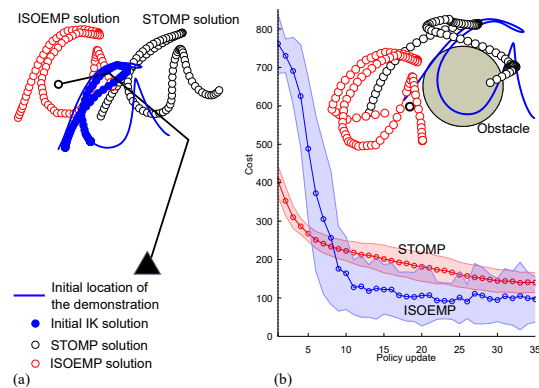 (a)
ISOEMP solution
STOMP solution
Initial location of
the demonstration
Initial IK solution
STOMP solution
ISOEMP solution
(b)
800
700
600
500
400
300
200
100
0
Cost
Obstacle
STOMP
ISOEMP
5
10
15
20
25
30
35
Policy update